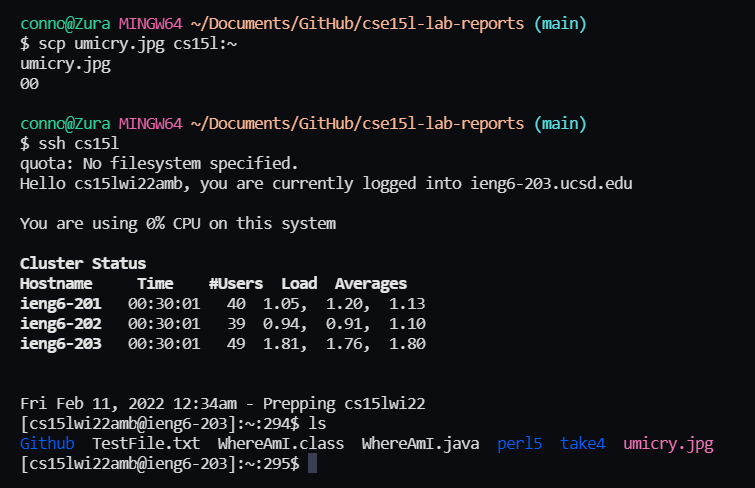 conno@Zura MINGW64 ~/Documents/GitHub/cse15l-lab-reports (main)
$ scp umicry.jpg cs15l:~
umicry.jpg
00
conno@Zura MINGW64 ~/Documents/GitHub/cse15l-lab-reports (main)
$ ssh cs15l
quota: No filesystem specified.
Hello cs15lwi22amb, you are currently logged into ieng6-203.ucsd.edu
You are using 0% CPU on this system
Cluster Status
Hostname     Time    #Users  Load  Averages
ieng6-201   00:30:01   40  1.05,  1.20,  1.13
ieng6-202   00:30:01   39  0.94,  0.91,  1.10
ieng6-203   00:30:01   49  1.81,  1.76,  1.80
Fri Feb 11, 2022 12:34am - Prepping cs15lwi22
[cs15lwi22amb@ieng6-203]:~:294$ ls
Github  TestFile.txt  WhereAmI.class  WhereAmI.java  perl5  take4  umicry.jpg
[cs15lwi22amb@ieng6-203]:~:295$